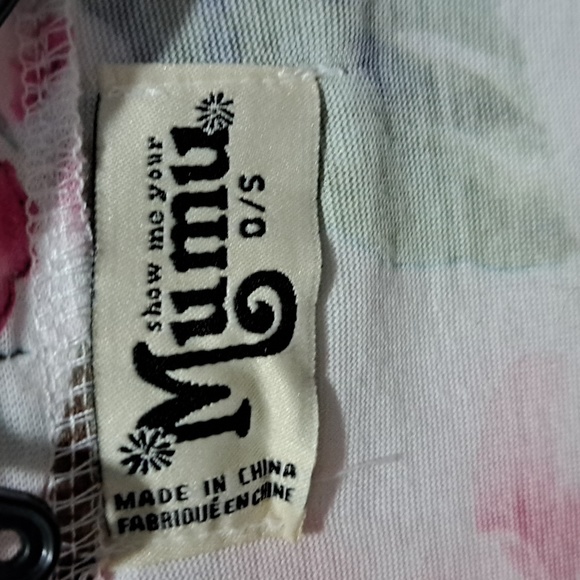 show me your
Mumu
O/S
MADE IN CHINA
FABRIQUÉ EN CHINE